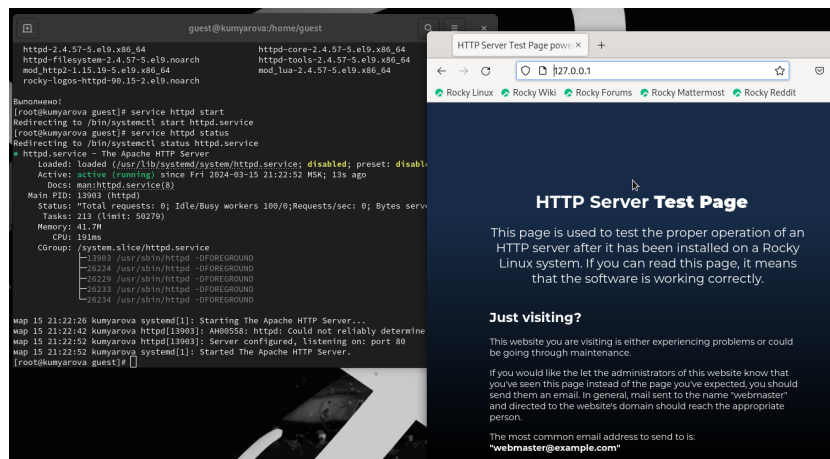 guest@kumyarova:/home/guest
httpd-2.4.57-5.el9.x86_64 httpd-core-2.4.57-5.el9.x86_64
httpd-filesystem-2.4.57-5.el9.noarch httpd-tools-2.4.57-5.el9.x86_64
mod_http2-1.15.19-5.el9.x86_64 mod_lua-2.4.57-5.el9.x86_64
rocky-logos-httpd-90.15-2.el9.noarch
Выполнено!
[root@kumyarova guest]# service httpd start
Redirecting to /bin/systemctl start httpd.service
[root@kumyarova guest]# service httpd status
Redirecting to /bin/systemctl status httpd.service
● httpd.service - The Apache HTTP Server
Loaded: loaded (/usr/lib/systemd/system/httpd.service; disabled; preset: disabl
Active: active (running) since Fri 2024-03-15 21:22:52 MSK; 13s ago
Docs: man:httpd.service(8)
Main PID: 13903 (httpd)
Status: "Total requests: 0; Idle/Busy workers 100/0;Requests/sec: 0; Bytes serv
Tasks: 213 (limit: 50279)
Memory: 41.7M
CPU: 191ms
CGroup: /system.slice/httpd.service
├─13903 /usr/sbin/httpd -DFOREGROUND
├─26224 /usr/sbin/httpd -DFOREGROUND
├─26229 /usr/sbin/httpd -DFOREGROUND
├─26233 /usr/sbin/httpd -DFOREGROUND
└─26234 /usr/sbin/httpd -DFOREGROUND
мар 15 21:22:26 kumyarova systemd[1]: Starting The Apache HTTP Server...
мар 15 21:22:42 kumyarova httpd[13903]: AH00558: httpd: Could not reliably determine
мар 15 21:22:52 kumyarova httpd[13903]: Server configured, listening on: port 80
мар 15 21:22:52 kumyarova systemd[1]: Started The Apache HTTP Server.
[root@kumyarova guest]#
HTTP Server Test Page powe
127.0.0.1
Rocky Linux Rocky Wiki Rocky Forums Rocky Mattermost Rocky Reddit
HTTP Server Test Page
This page is used to test the proper operation of an
HTTP server after it has been installed on a Rocky
Linux system. If you can read this page, it means
that the software is working correctly.
Just visiting?
This website you are visiting is either experiencing problems or could
be going through maintenance.
If you would like the let the administrators of this website know that
you've seen this page instead of the page you've expected, you should
send them an email. In general, mail sent to the name "webmaster"
and directed to the website's domain should reach the appropriate
person.
The most common email address to send to is:
"webmaster@example.com"